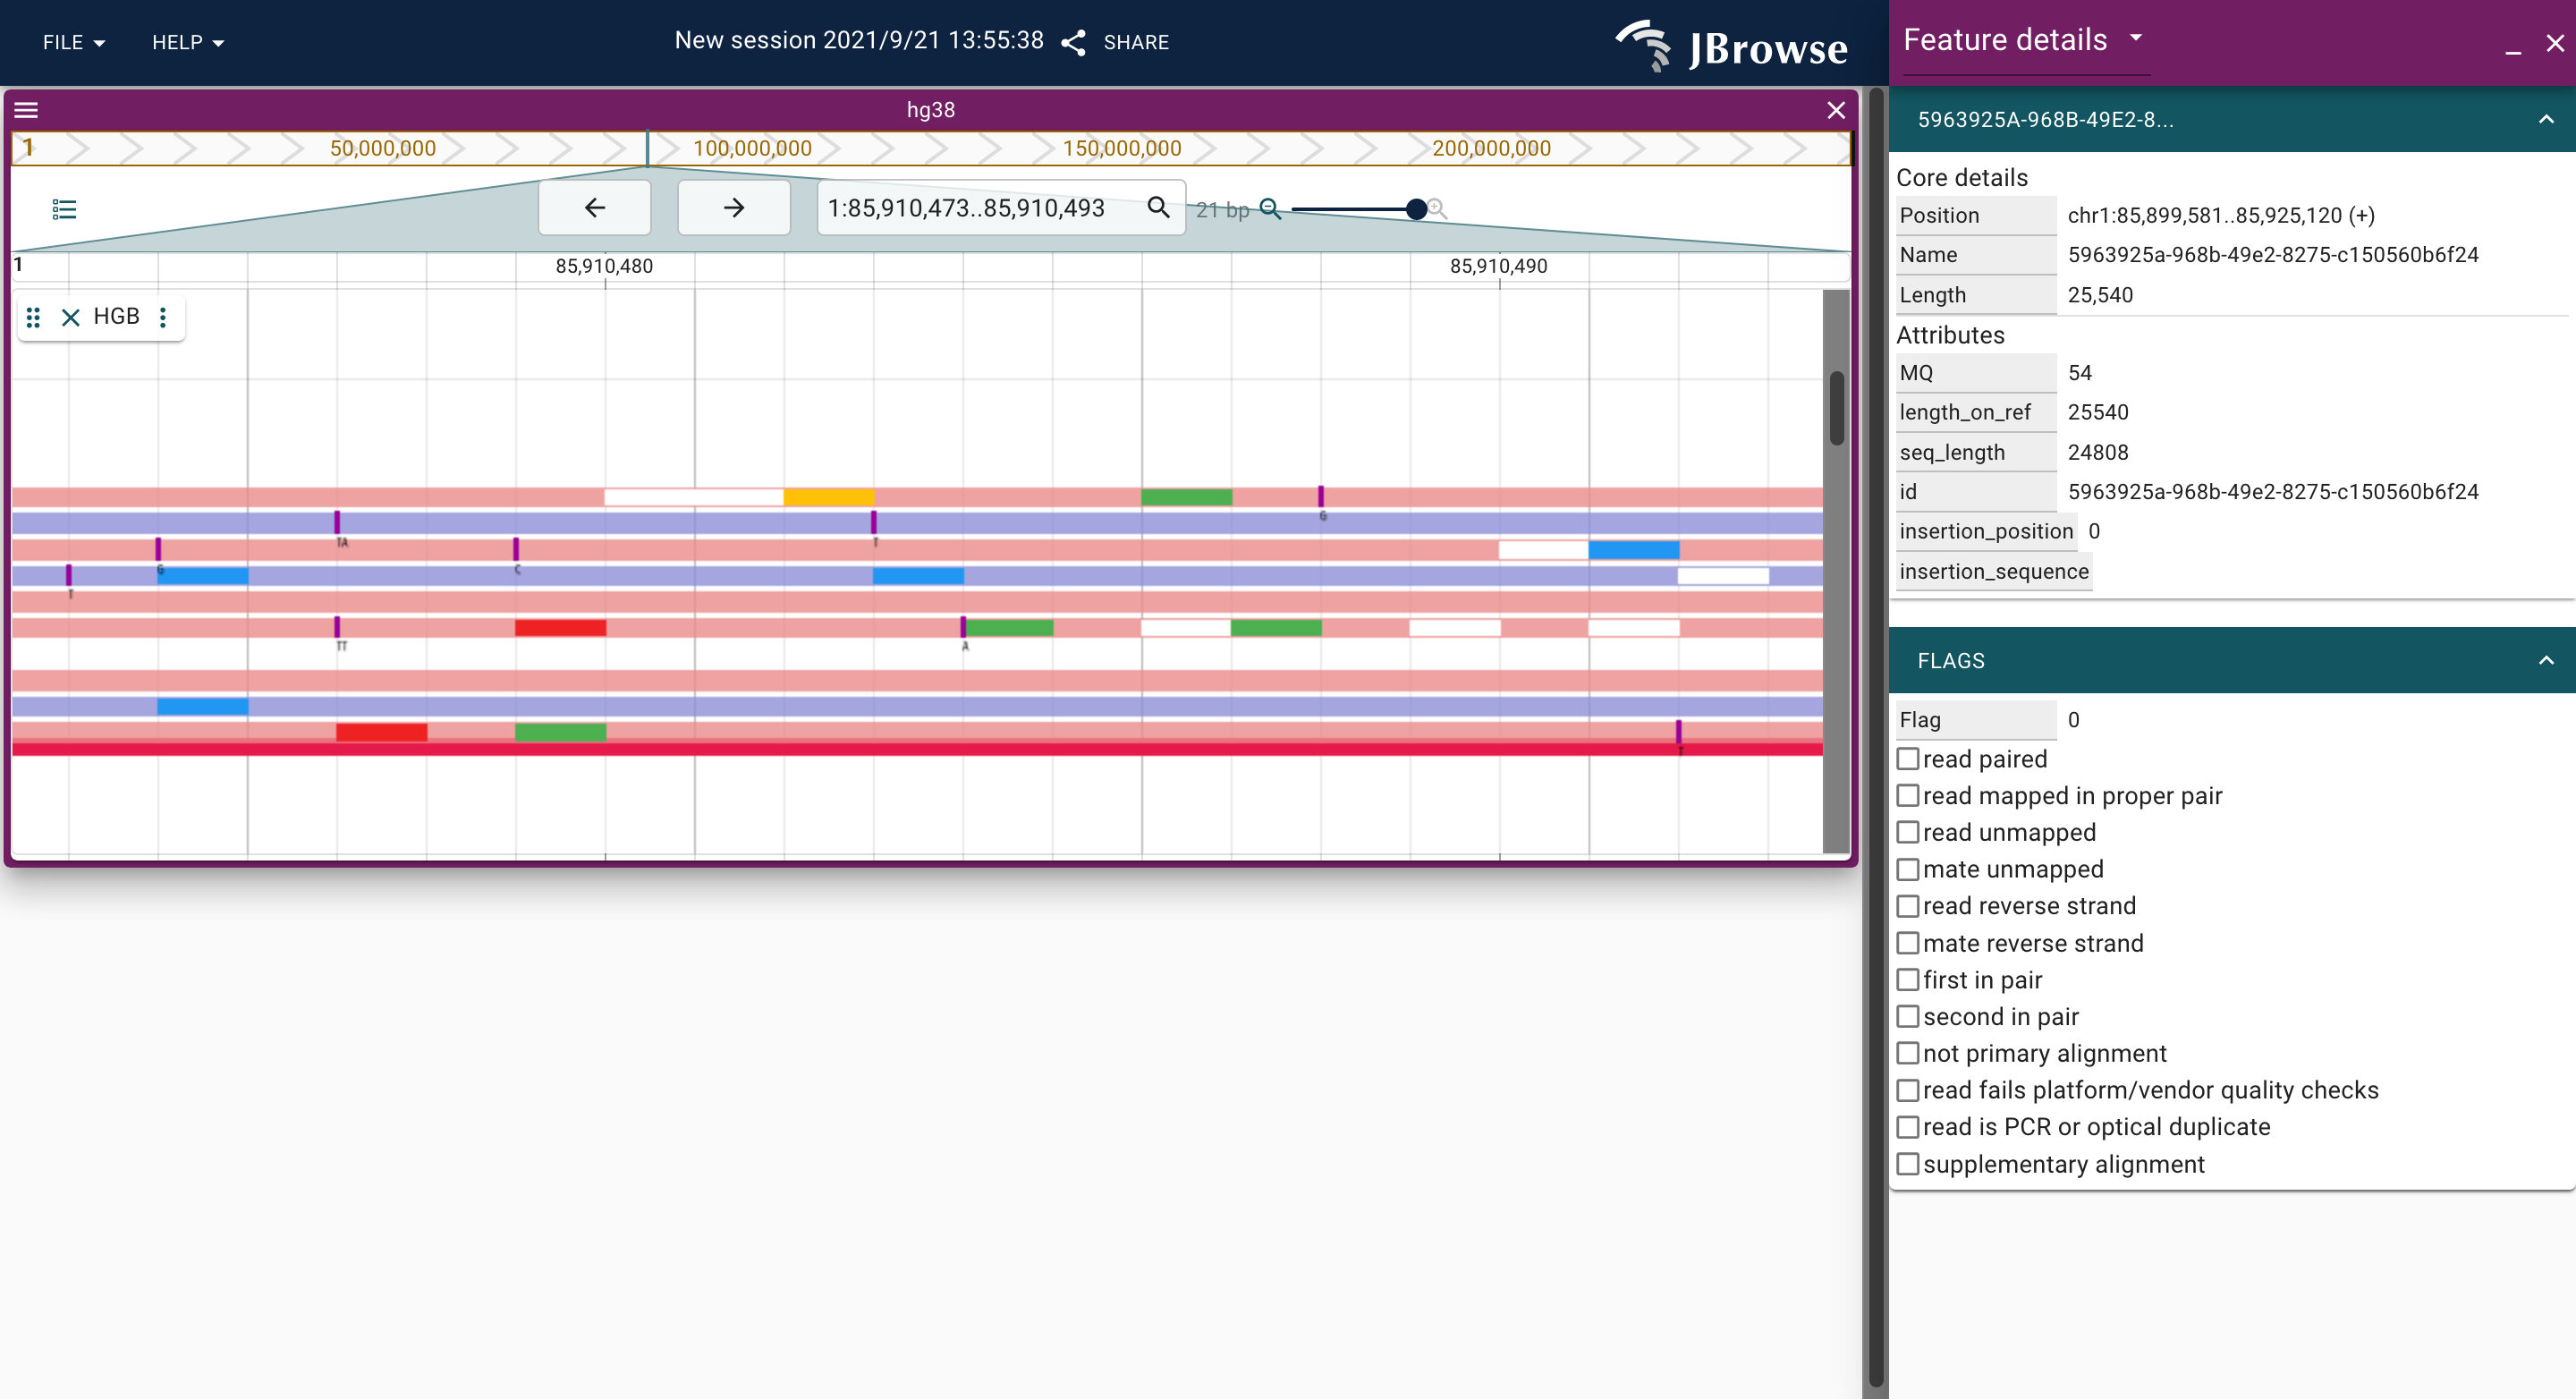 FILE HELP New session 2021/9/21 13:55:38 SHARE JBrowse
hg38
1 50,000,000 100,000,000 150,000,000 200,000,000
1:85,910,473..85,910,493 21 bp
1 85,910,480 85,910,490
HGB
G
TA T
G C
T
TT A
T
Feature details
5963925A-968B-49E2-8...
Core details
Position chr1:85,899,581..85,925,120 (+)
Name 5963925a-968b-49e2-8275-c150560b6f24
Length 25,540
Attributes
MQ 54
length_on_ref 25540
seq_length 24808
id 5963925a-968b-49e2-8275-c150560b6f24
insertion_position 0
insertion_sequence
FLAGS
Flag 0
read paired
read mapped in proper pair
read unmapped
mate unmapped
read reverse strand
mate reverse strand
first in pair
second in pair
not primary alignment
read fails platform/vendor quality checks
read is PCR or optical duplicate
supplementary alignment